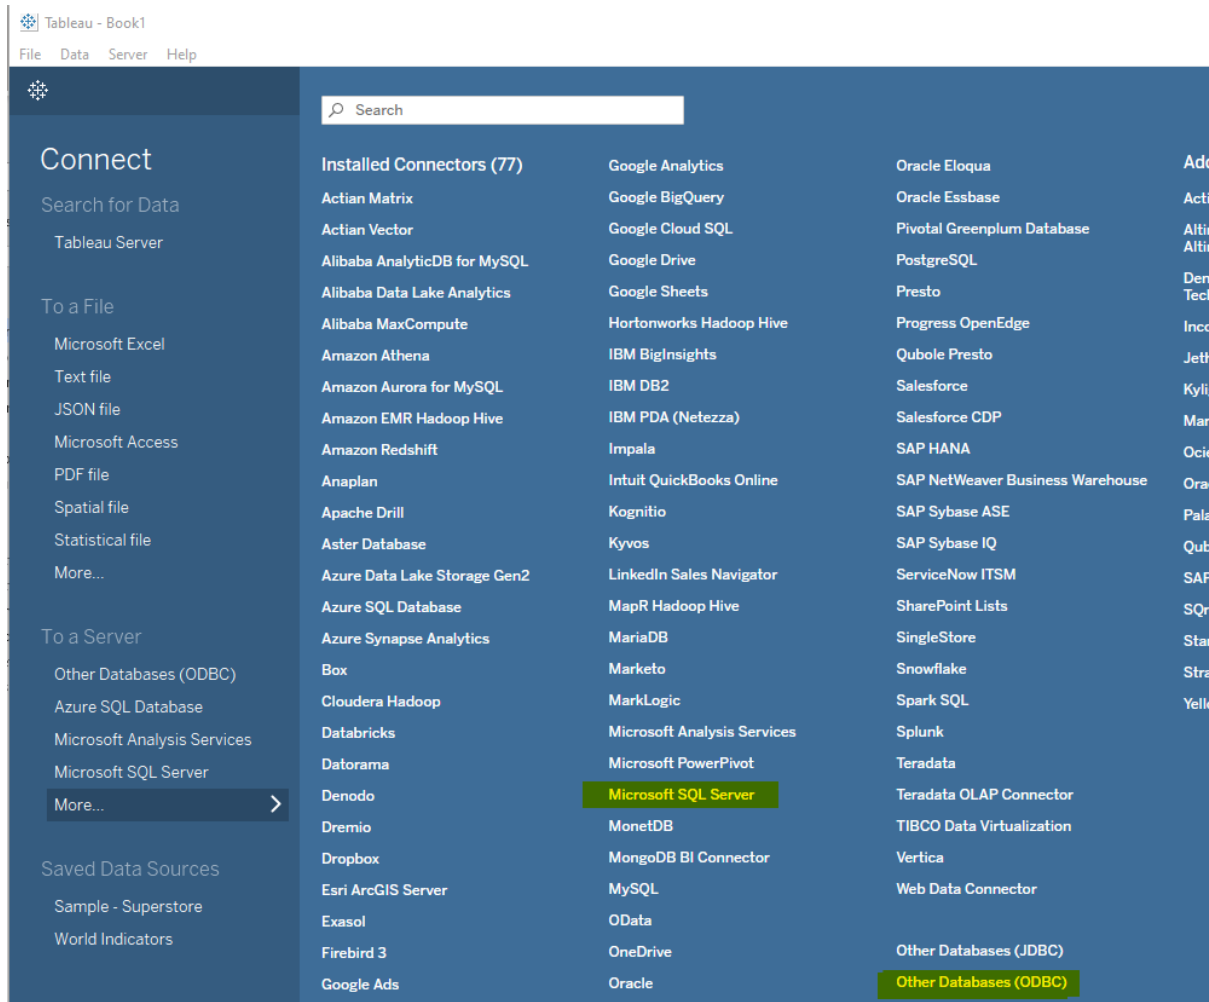 Tableau - Book1
File Data Server Help
Connect
Search for Data
Tableau Server
To a File
Microsoft Excel
Text file
JSON file
Microsoft Access
PDF file
Spatial file
Statistical file
More...
To a Server
Other Databases (ODBC)
Azure SQL Database
Microsoft Analysis Services
Microsoft SQL Server
More...
Saved Data Sources
Sample - Superstore
World Indicators
Search
Installed Connectors (77)
Actian Matrix
Actian Vector
Alibaba AnalyticDB for MySQL
Alibaba Data Lake Analytics
Alibaba MaxCompute
Amazon Athena
Amazon Aurora for MySQL
Amazon EMR Hadoop Hive
Amazon Redshift
Anaplan
Apache Drill
Aster Database
Azure Data Lake Storage Gen2
Azure SQL Database
Azure Synapse Analytics
Box
Cloudera Hadoop
Databricks
Datorama
Denodo
Dremio
Dropbox
Esri ArcGIS Server
Exasol
Firebird 3
Google Ads
Google Analytics
Google BigQuery
Google Cloud SQL
Google Drive
Google Sheets
Hortonworks Hadoop Hive
IBM BigInsights
IBM DB2
IBM PDA (Netezza)
Impala
Intuit QuickBooks Online
Kognitio
Kyvos
LinkedIn Sales Navigator
MapR Hadoop Hive
MariaDB
Marketo
MarkLogic
Microsoft Analysis Services
Microsoft PowerPivot
Microsoft SQL Server
MonetDB
MongoDB BI Connector
MySQL
OData
OneDrive
Oracle
Oracle Eloqua
Oracle Essbase
Pivotal Greenplum Database
PostgreSQL
Presto
Progress OpenEdge
Qubole Presto
Salesforce
Salesforce CDP
SAP HANA
SAP NetWeaver Business Warehouse
SAP Sybase ASE
SAP Sybase IQ
ServiceNow ITSM
SharePoint Lists
SingleStore
Snowflake
Spark SQL
Splunk
Teradata
Teradata OLAP Connector
TIBCO Data Virtualization
Vertica
Web Data Connector
Other Databases (JDBC)
Other Databases (ODBC)